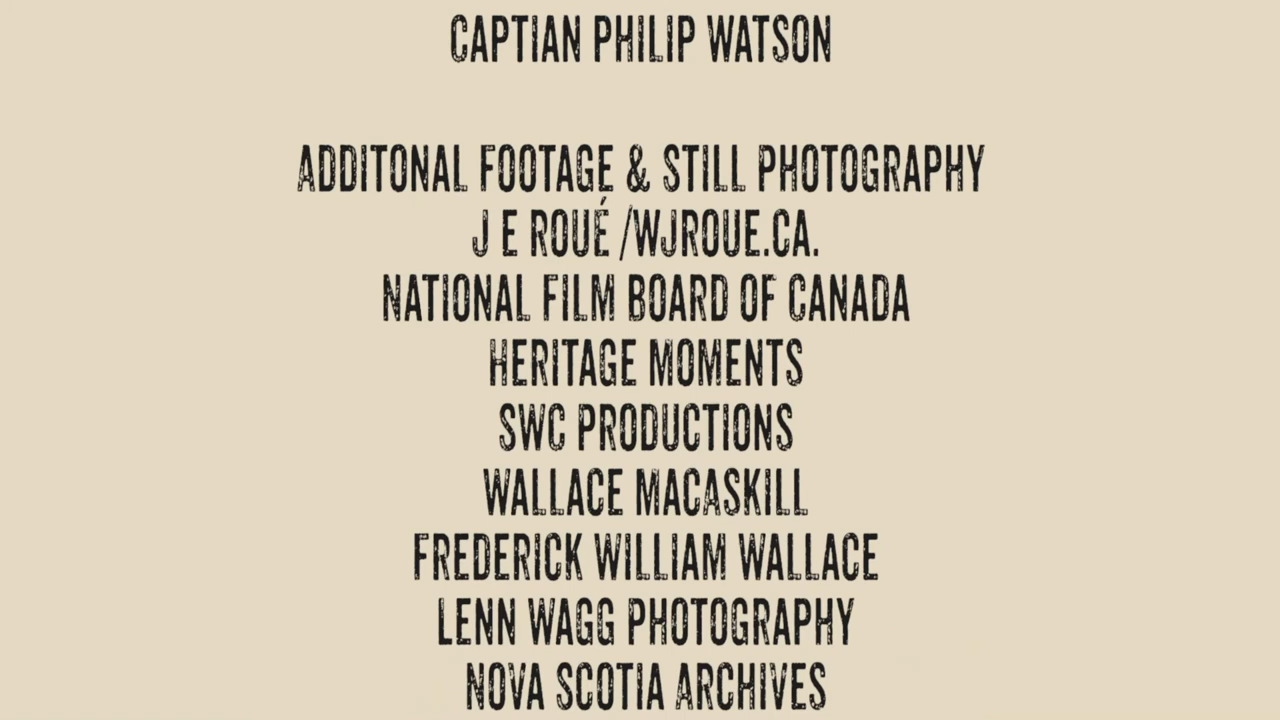 CAPTIAN PHILIP WATSON
ADDITONAL FOOTAGE & STILL PHOTOGRAPHY
J E ROUÉ /WJROUE.CA.
NATIONAL FILM BOARD OF CANADA
HERITAGE MOMENTS
SWC PRODUCTIONS
WALLACE MACASKILL
FREDERICK WILLIAM WALLACE
LENN WAGG PHOTOGRAPHY
NOVA SCOTIA ARCHIVES